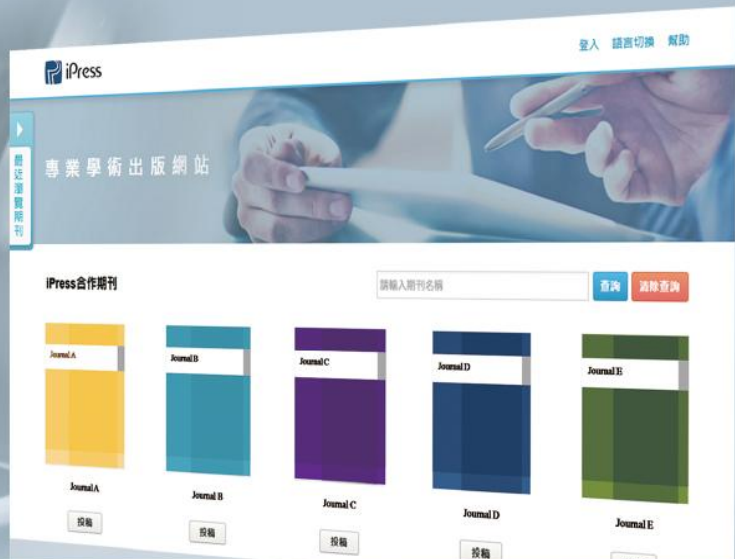 iPress
登入 語言切換 幫助
最近瀏覽期刊
專業學術出版網站
iPress合作期刊
請輸入期刊名稱
查詢
清除查詢
Journal A
Journal B
Journal C
Journal D
Journal E
Journal A
Journal B
Journal C
Journal D
Journal E
投稿
投稿
投稿
投稿